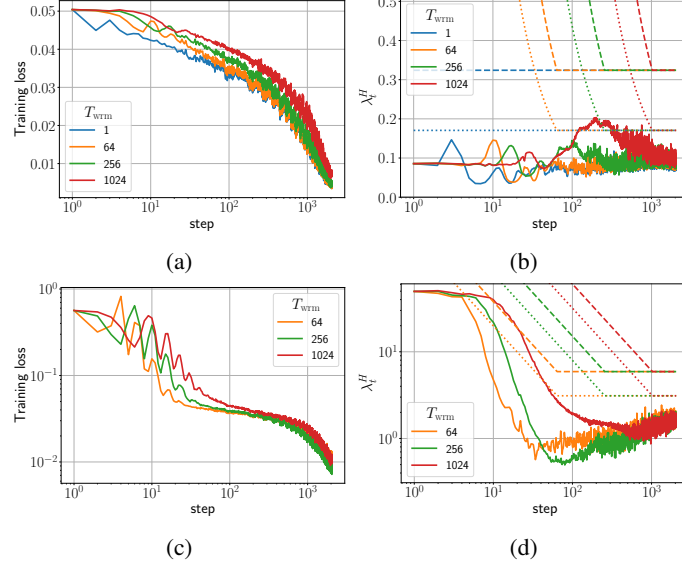 0.05
0.04
0.03
0.02
0.01
Training loss
T_wrm
1
64
256
1024
10^0
10^1
10^2
10^3
step
(a)
0.5
0.4
0.3
0.2
0.1
0.0
λ_t^H
T_wrm
1
64
256
1024
10^0
10^1
10^2
10^3
step
(b)
10^0
10^−1
10^−2
Training loss
T_wrm
64
256
1024
10^0
10^1
10^2
10^3
step
(c)
10^1
10^0
λ_t^H
T_wrm
64
256
1024
10^0
10^1
10^2
10^3
step
(d)